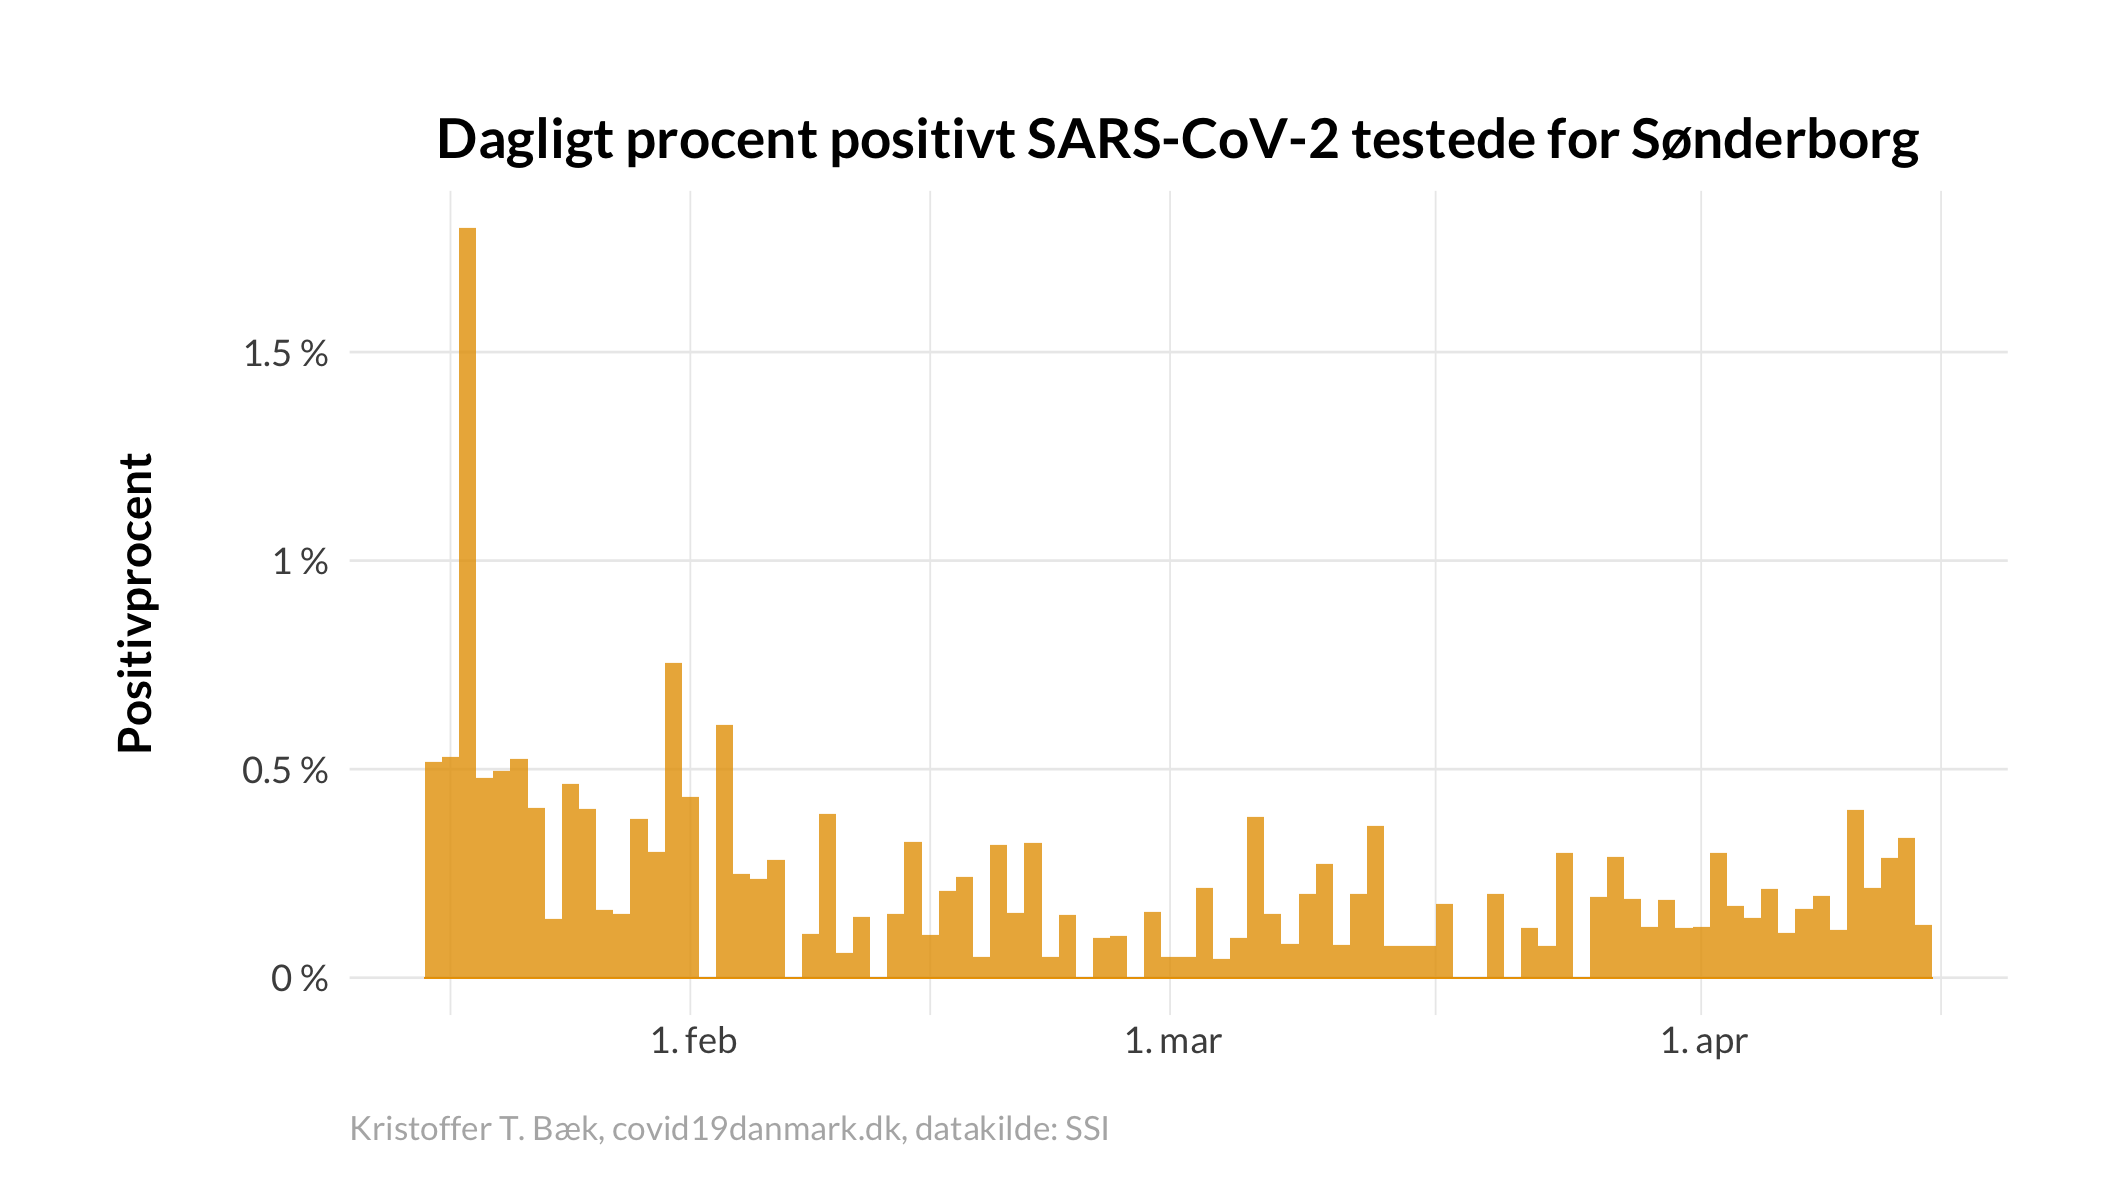 Dagligt procent positivt SARS-CoV-2 testede for Sønderborg
Positivprocent
1.5 %
1 %
0.5 %
0 %
1. feb
1. mar
1. apr
Kristoffer T. Bæk, covid19danmark.dk, datakilde: SSI